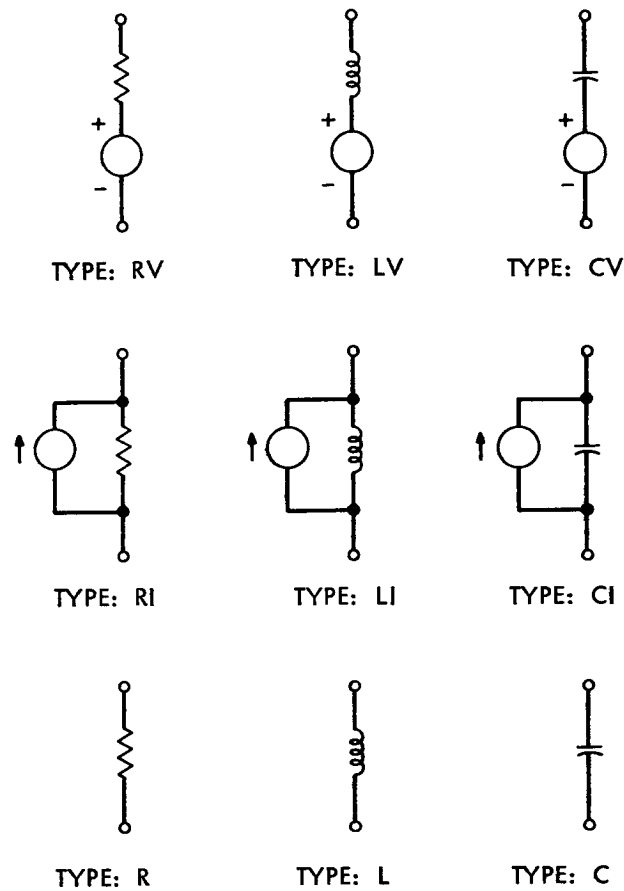 + + +
- - -
TYPE: RV TYPE: LV TYPE: CV
TYPE: RI TYPE: LI TYPE: CI
TYPE: R TYPE: L TYPE: C